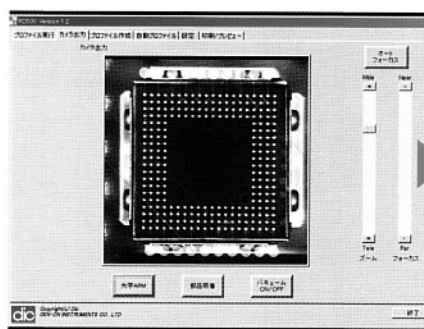 RD500 Version 1.2
プロファイル実行 カメラ出力 プロファイル作成 自動プロファイル 設定 印刷プレビュー
カメラ出力
オート
フォーカス
Wide Near
Tele Far
ズーム フォーカス
光学ARM 部品吸着 バキューム
ON/OFF
dic Copyright(c) Dic
DEN-ON INSTRUMENTS CO. LTD
終了